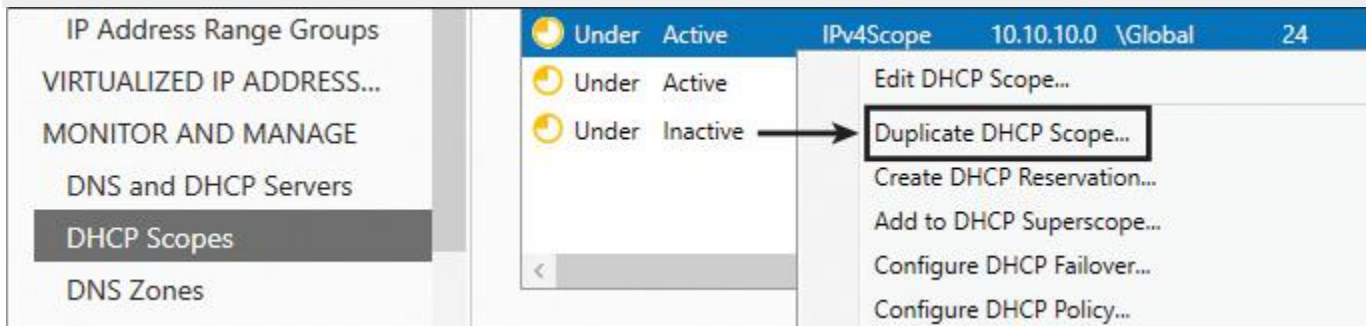 IP Address Range Groups
VIRTUALIZED IP ADDRESS...
MONITOR AND MANAGE
DNS and DHCP Servers
DHCP Scopes
DNS Zones
Under Active IPv4Scope 10.10.10.0 \Global 24
Under Active
Under Inactive
Edit DHCP Scope...
Duplicate DHCP Scope...
Create DHCP Reservation...
Add to DHCP Superscope...
Configure DHCP Failover...
Configure DHCP Policy...